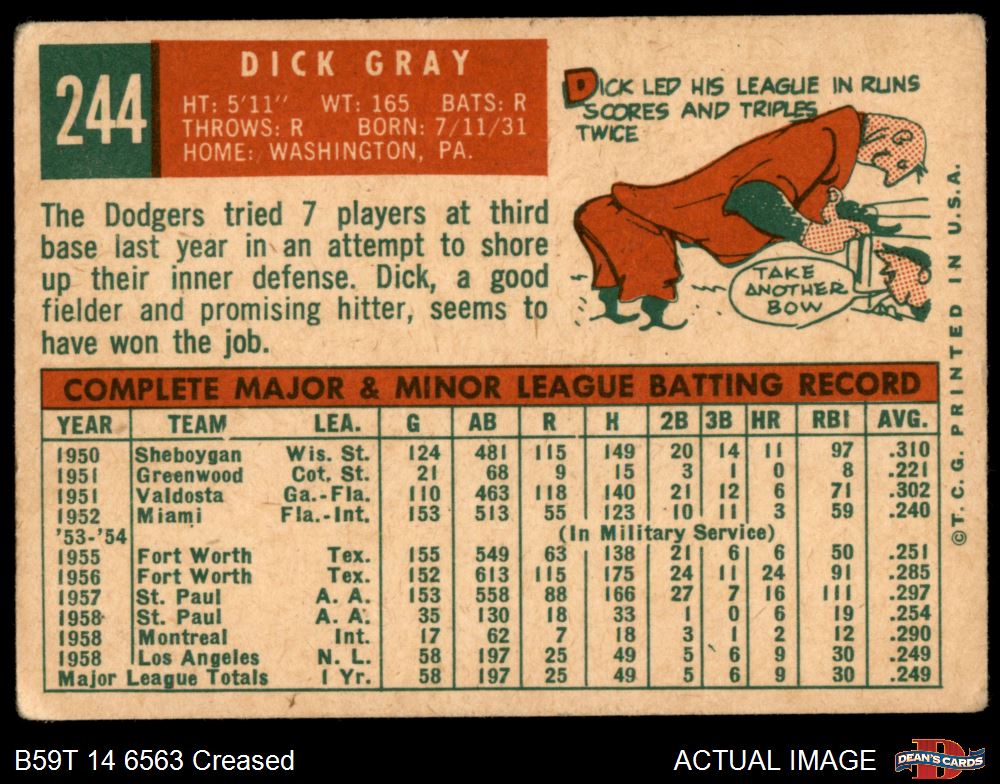 244
DICK GRAY
HT: 5'11" WT: 165 BATS: R
THROWS: R BORN: 7/11/31
HOME: WASHINGTON, PA.
The Dodgers tried 7 players at third
base last year in an attempt to shore
up their inner defense. Dick, a good
fielder and promising hitter, seems to
have won the job.
DICK LED HIS LEAGUE IN RUNS
SCORES AND TRIPLES
TWICE
TAKE
ANOTHER
BOW
COMPLETE MAJOR & MINOR LEAGUE BATTING RECORD
YEAR TEAM LEA. G AB R H 2B 3B HR RBI AVG.
1950 Sheboygan Wis. St. 124 481 115 149 20 14 11 97 .310
1951 Greenwood Cot. St. 21 68 9 15 3 1 0 8 .221
1951 Valdosta Ga.-Fla. 110 463 118 140 21 12 6 71 .302
1952 Miami Fla.-Int. 153 513 55 123 10 11 3 59 .240
'53-'54 (In Military Service)
1955 Fort Worth Tex. 155 549 63 138 21 6 6 50 .251
1956 Fort Worth Tex. 152 613 115 175 24 11 24 91 .285
1957 St. Paul A. A. 153 558 88 166 27 7 16 111 .297
1958 St. Paul A. A. 35 130 18 33 1 0 6 19 .254
1958 Montreal Int. 17 62 7 18 3 1 2 12 .290
1958 Los Angeles N. L. 58 197 25 49 5 6 9 30 .249
Major League Totals 1 Yr. 58 197 25 49 5 6 9 30 .249
©T. C. G. PRINTED IN U. S. A.
B59T 14 6563 Creased
ACTUAL IMAGE
DEAN'S CARDS